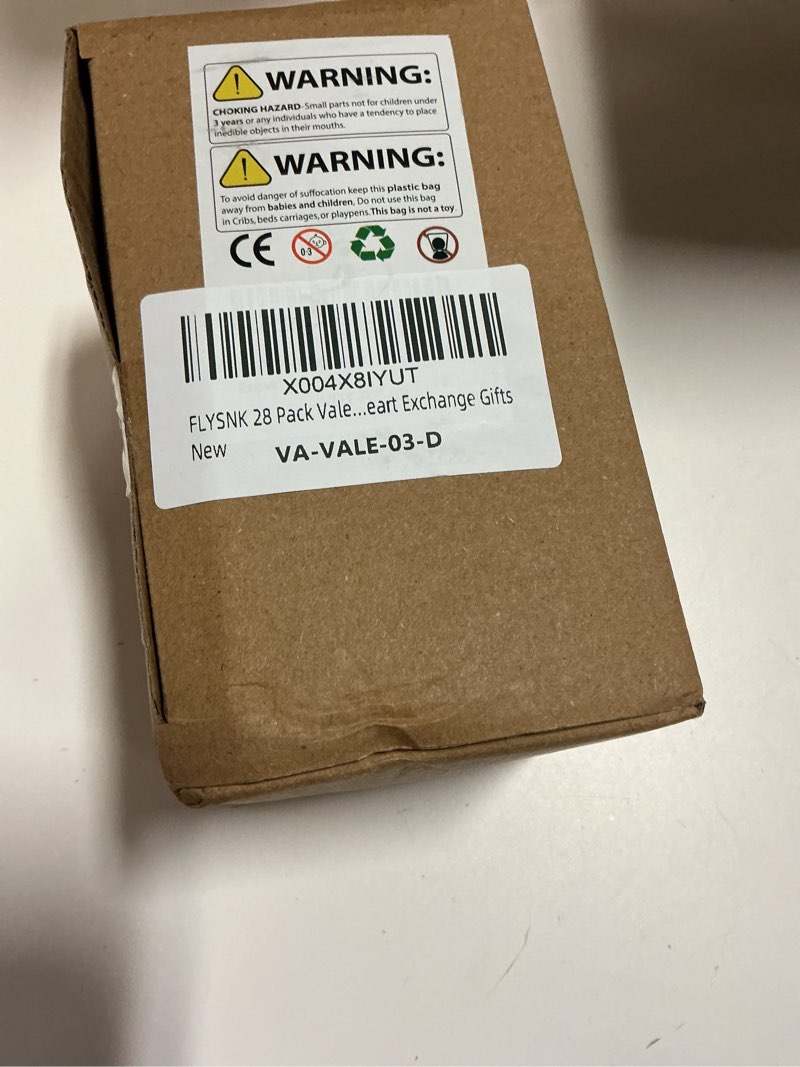 WARNING:
CHOKING HAZARD-Small parts not for children under
3 years or any individuals who have a tendency to place
inedible objects in their mouths.
WARNING:
To avoid danger of suffocation keep this plastic bag
away from babies and children, Do not use this bag
in Cribs, beds carriages, or playpens.This bag is not a toy.
CE
0-3
X004X8IYUT
FLYSNK 28 Pack Vale...eart Exchange Gifts
New
VA-VALE-03-D